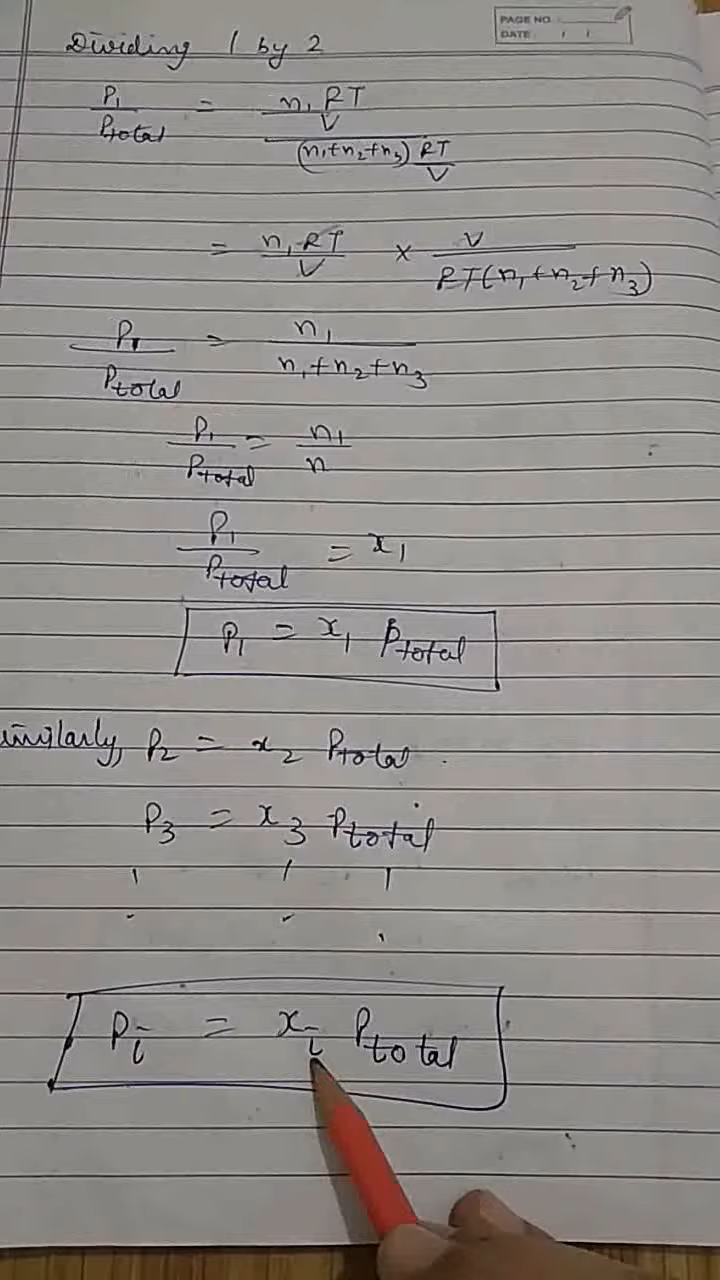 PAGE NO.
DATE / /
Dividing 1 by 2
P₁/Ptotal = (n₁RT/V)/((n₁+n₂+n₃)RT/V)
= n₁RT/V × V/RT(n₁+n₂+n₃)
P₁/Ptotal = n₁/n₁+n₂+n₃
P₁/Ptotal = n₁/n
P₁/Ptotal = x₁
P₁ = x₁ Ptotal
imilarly, P₂ = x₂ Ptotal
P₃ = x₃ Ptotal
Pᵢ = xᵢ Ptotal